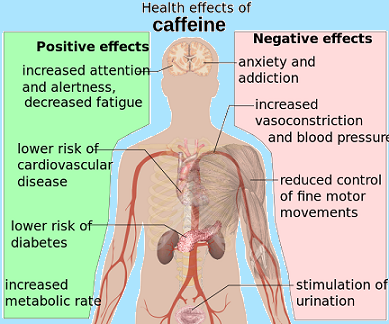 Health effects of
caffeine
Positive effects
increased attention
and alertness,
decreased fatigue
lower risk of
cardiovascular
disease
lower risk of
diabetes
increased
metabolic rate
Negative effects
anxiety and
addiction
increased
vasoconstriction
and blood pressure
reduced control
of fine motor
movements
stimulation of
urination